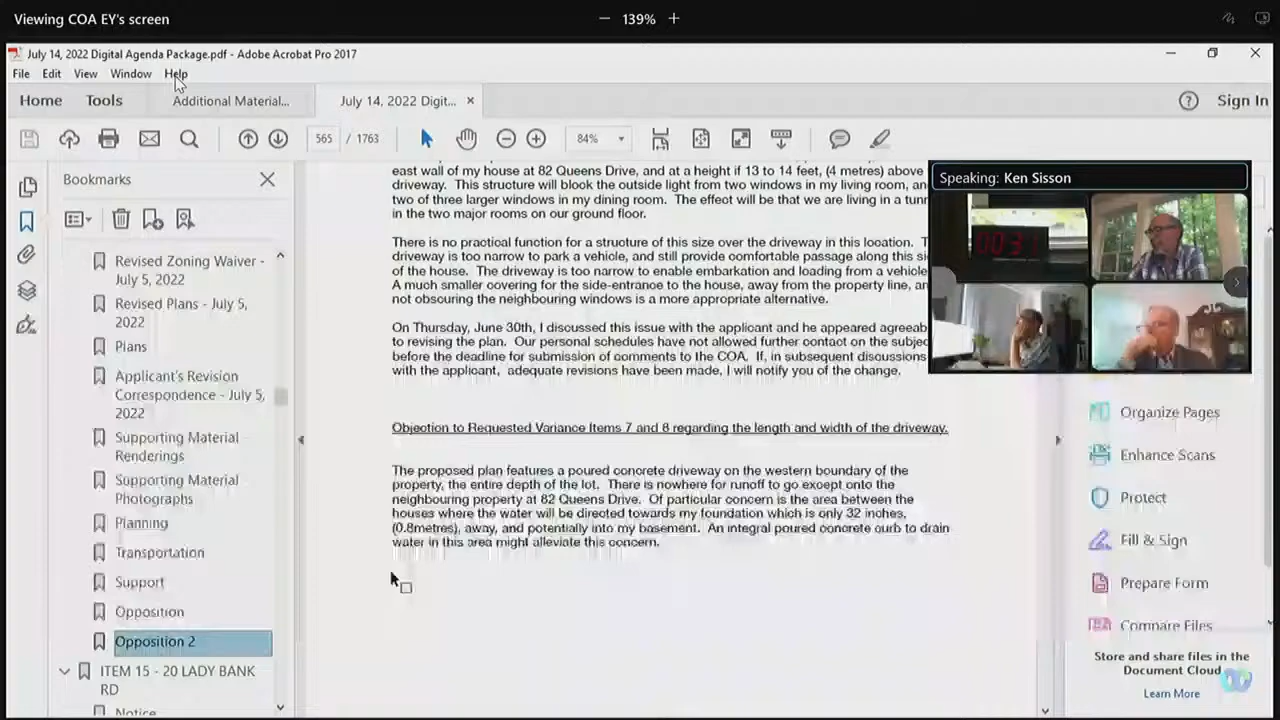 Viewing COA EY's screen
139%
July 14, 2022 Digital Agenda Package.pdf - Adobe Acrobat Pro 2017
File Edit View Window Help
Home Tools Additional Material... July 14, 2022 Digit... Sign In
565 / 1763 84%
Bookmarks
Revised Zoning Waiver -
July 5, 2022
Revised Plans - July 5,
2022
Plans
Applicant's Revision
Correspondence - July 5,
2022
Supporting Material
Renderings
Supporting Material
Photographs
Planning
Transportation
Support
Opposition
Opposition 2
ITEM 15 - 20 LADY BANK
RD
Notice
east wall of my house at 82 Queens Drive, and at a height if 13 to 14 feet, (4 metres) above
driveway. This structure will block the outside light from two windows in my living room, an
two of three larger windows in my dining room. The effect will be that we are living in a tun
in the two major rooms on our ground floor.
There is no practical function for a structure of this size over the driveway in this location. T
driveway is too narrow to park a vehicle, and still provide comfortable passage along this si
of the house. The driveway is too narrow to enable embarkation and loading from a vehicle
A much smaller covering for the side-entrance to the house, away from the property line, an
not obscuring the neighbouring windows is a more appropriate alternative.
On Thursday, June 30th, I discussed this issue with the applicant and he appeared agreeab
to revising the plan. Our personal schedules have not allowed further contact on the subjec
before the deadline for submission of comments to the COA. If, in subsequent discussions
with the applicant, adequate revisions have been made, I will notify you of the change.
Objection to Requested Variance Items 7 and 8 regarding the length and width of the driveway.
The proposed plan features a poured concrete driveway on the western boundary of the
property, the entire depth of the lot. There is nowhere for runoff to go except onto the
neighbouring property at 82 Queens Drive. Of particular concern is the area between the
houses where the water will be directed towards my foundation which is only 32 inches,
(0.8metres), away, and potentially into my basement. An integral poured concrete curb to drain
water in this area might alleviate this concern.
Speaking: Ken Sisson
Organize Pages
Enhance Scans
Protect
Fill & Sign
Prepare Form
Compare Files
Store and share files in the
Document Cloud
Learn More